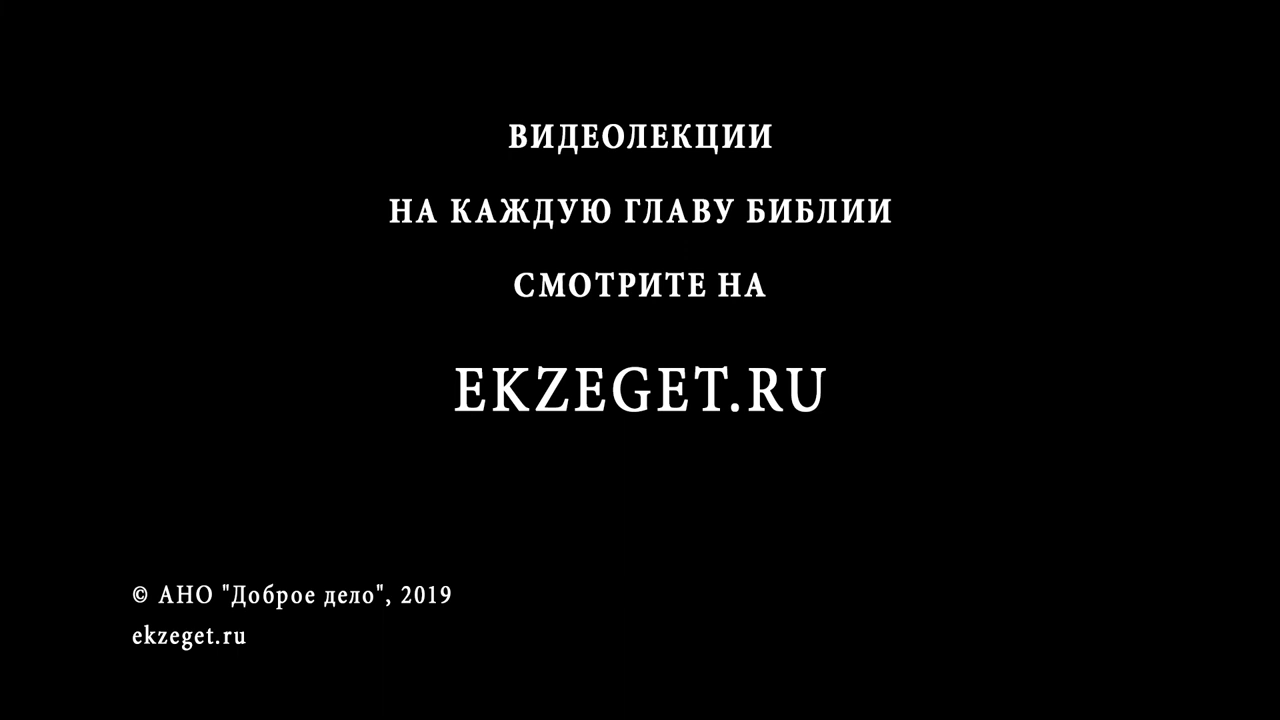 ВИДЕОЛЕКЦИИ
НА КАЖДУЮ ГЛАВУ БИБЛИИ
СМОТРИТЕ НА
EKZEGET.RU
© АНО "Доброе дело", 2019
ekzeget.ru